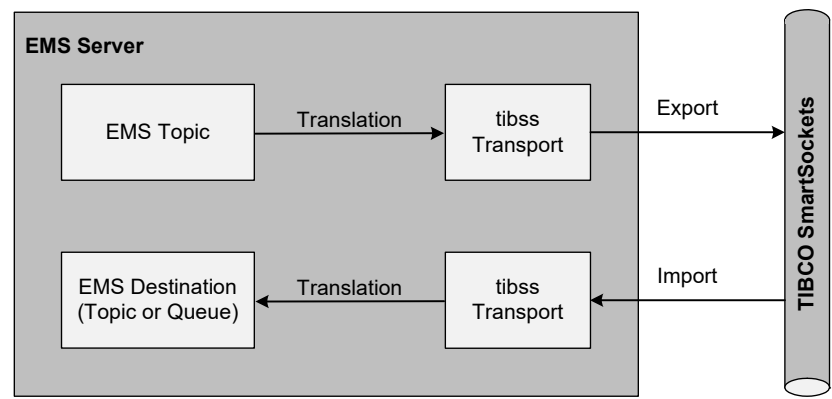 EMS Server
EMS Topic
Translation
tibss
Transport
Export
EMS Destination
(Topic or Queue)
Translation
tibss
Transport
Import
TIBCO SmartSockets